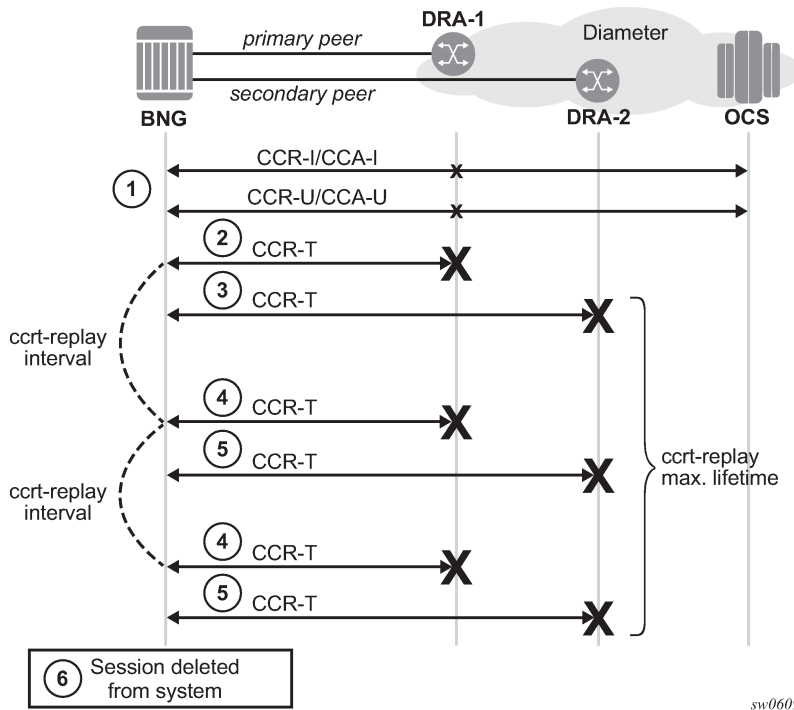 DRA-1
primary peer
Diameter
secondary peer
BNG
DRA-2
OCS
CCR-I/CCA-I
x
1
CCR-U/CCA-U
x
2
CCR-T
X
3
CCR-T
X
ccrt-replay
interval
4
CCR-T
X
5
CCR-T
X
ccrt-replay
max. lifetime
ccrt-replay
interval
4
CCR-T
X
5
CCR-T
X
6
Session deleted
from system